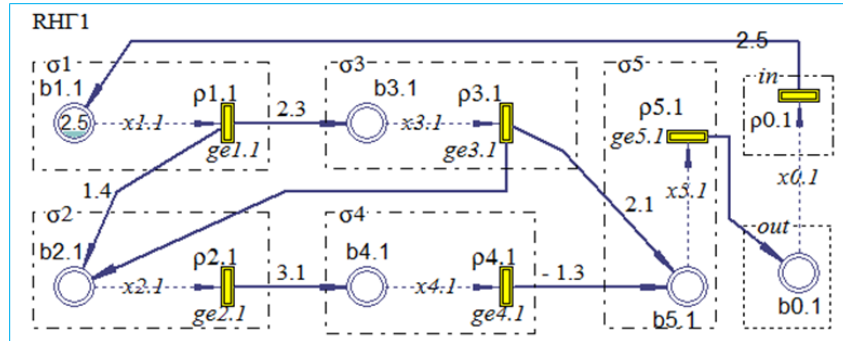 RHГ1
2.5
σ1
σ3
σ5
in
b1.1
b3.1
ρ1.1
ρ3.1
ρ5.1
ρ0.1
2.5
x1.1
2.3
x3.1
ge5.1
ge1.1
ge3.1
1.4
x5.1
x0.1
2.1
σ2
σ4
out
b2.1
b4.1
ρ2.1
ρ4.1
b0.1
x2.1
3.1
x4.1
- 1.3
ge2.1
ge4.1
b5.1